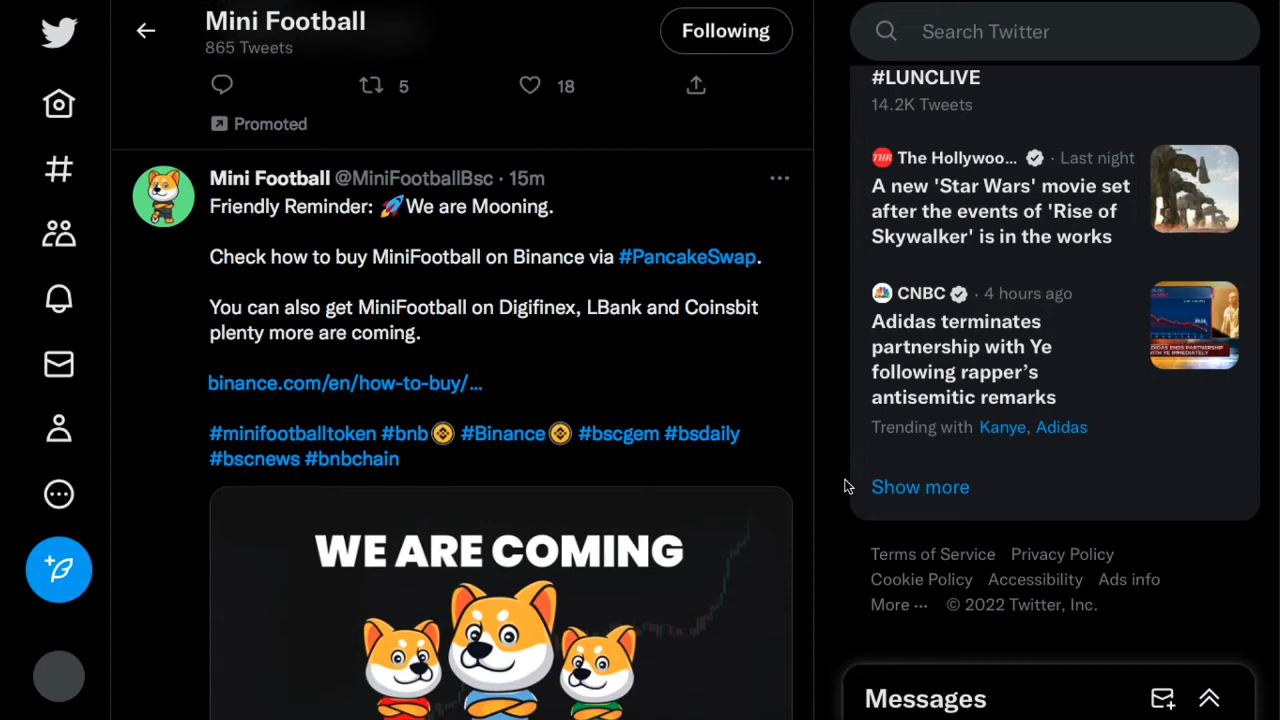 Mini Football
865 Tweets
Following
5
18
Promoted
Mini Football @MiniFootballBsc · 15m
Friendly Reminder: 🚀We are Mooning.
Check how to buy MiniFootball on Binance via #PancakeSwap.
You can also get MiniFootball on Digifinex, LBank and Coinsbit
plenty more are coming.
binance.com/en/how-to-buy/...
#minifootballtoken #bnb #Binance #bscgem #bsdaily
#bscnews #bnbchain
WE ARE COMING
Search Twitter
#LUNCLIVE
14.2K Tweets
THR The Hollywoo... · Last night
A new 'Star Wars' movie set
after the events of 'Rise of
Skywalker' is in the works
CNBC · 4 hours ago
Adidas terminates
partnership with Ye
following rapper's
antisemitic remarks
Trending with Kanye, Adidas
Show more
Terms of Service Privacy Policy
Cookie Policy Accessibility Ads info
More ··· © 2022 Twitter, Inc.
Messages